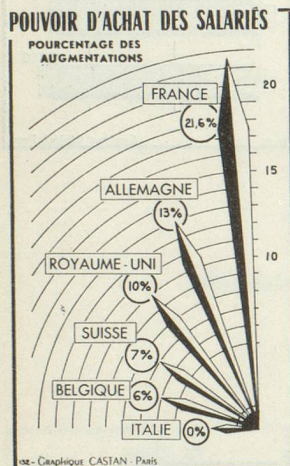 POUVOIR D'ACHAT DES SALARIÉS
POURCENTAGE DES
AUGMENTATIONS
20
FRANCE
21,6%
ALLEMAGNE
13%
10
ROYAUME-UNI
10%
SUISSE
7%
BELGIQUE
6%
ITALIE 0%
GRAPHIQUE CASTAN - PARIS